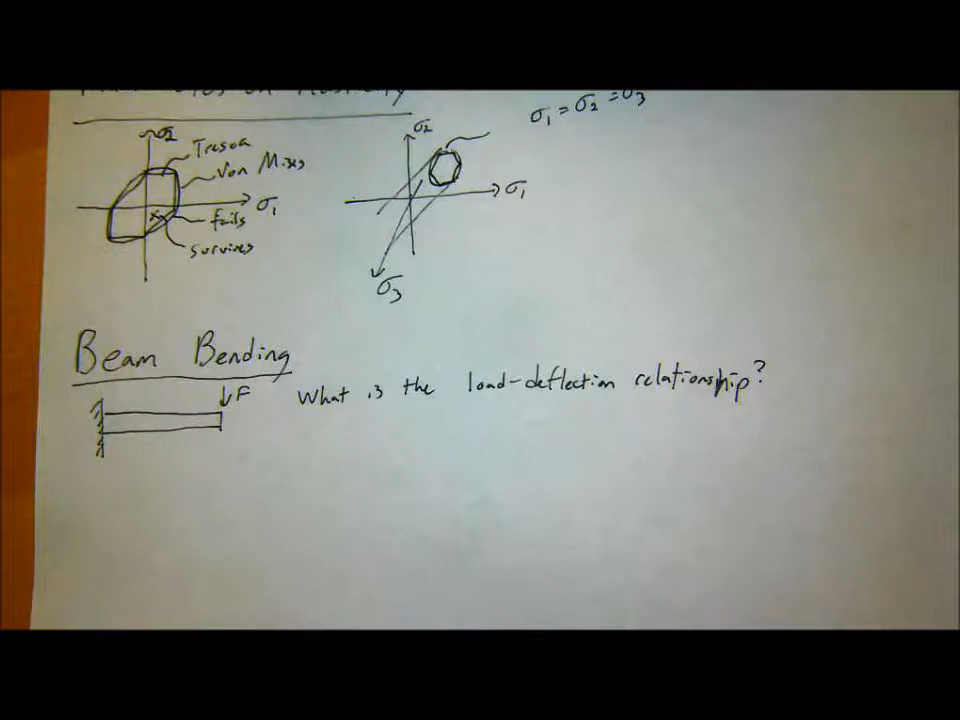 σ₁ = σ₂ = σ₃
σ₂
Tresca
Von Mises
σ₁
fails
Survives
σ₂
σ₁
σ₃
Beam Bending
F
What is the load-deflection relationship?